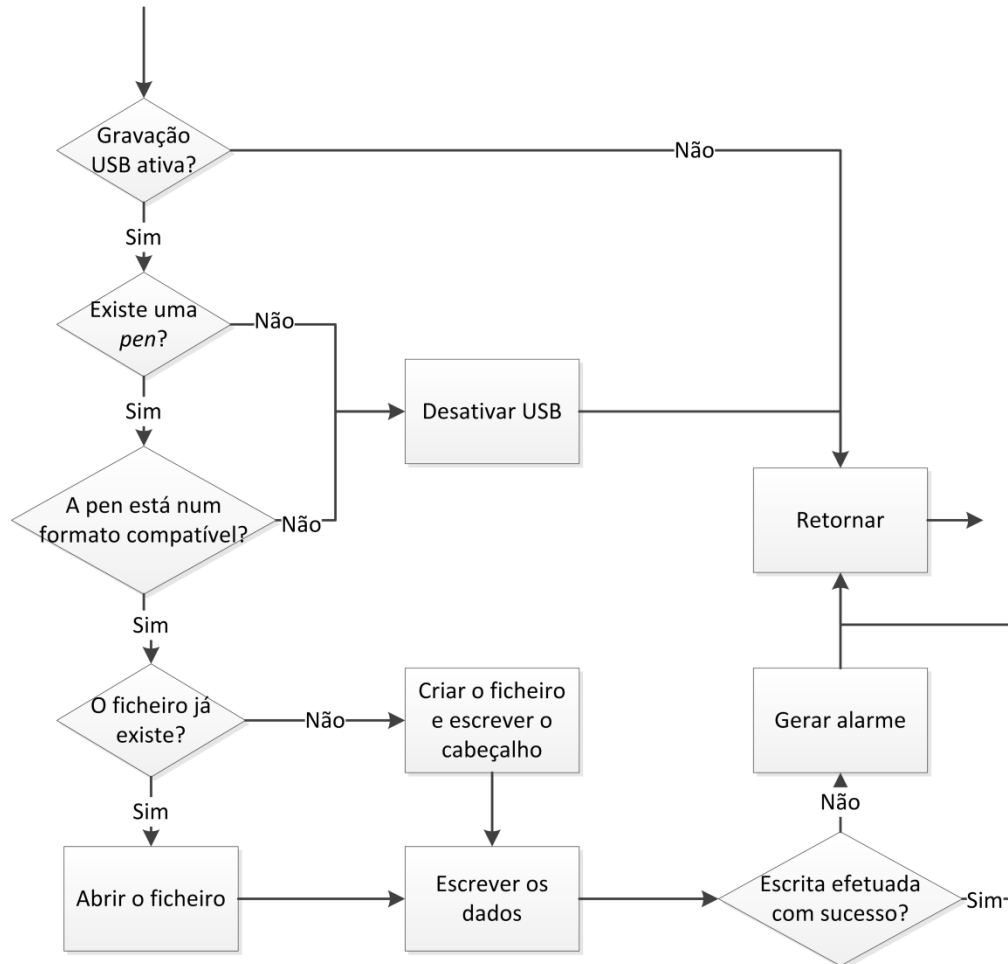 Gravação
USB ativa?
Não
Sim
Existe uma
pen?
Não
Desativar USB
Sim
A pen está num
formato compatível?
Não
Retornar
Sim
O ficheiro já
existe?
Não
Criar o ficheiro
e escrever o
cabeçalho
Gerar alarme
Sim
Não
Abrir o ficheiro
Escrever os
dados
Escrita efetuada
com sucesso?
Sim